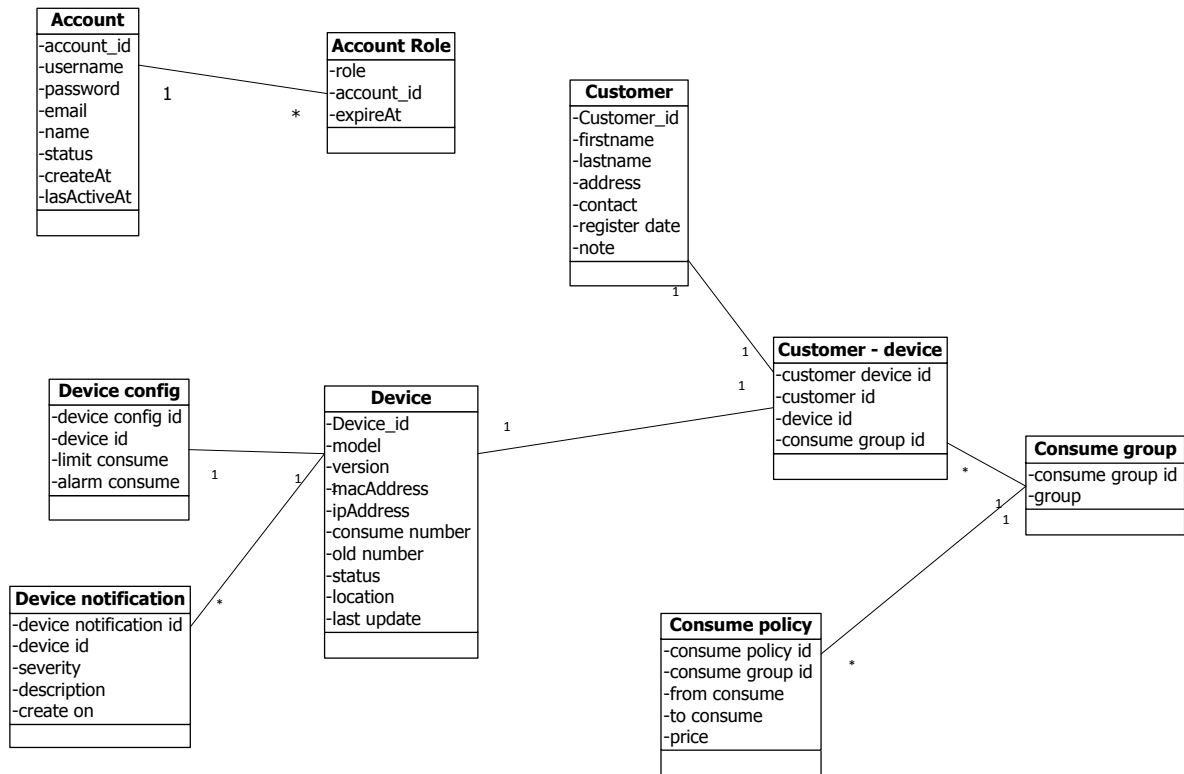 Account
-account_id
-username
-password
-email
-name
-status
-createAt
-lasActiveAt
1
*
Account Role
-role
-account_id
-expireAt
Customer
-Customer_id
-firstname
-lastname
-address
-contact
-register date
-note
1
1
Customer - device
-customer device id
-customer id
-device id
-consume group id
1
1
Device config
-device config id
-device id
-limit consume
-alarm consume
1
1
Device
-Device_id
-model
-version
-macAddress
-ipAddress
-consume number
-old number
-status
-location
-last update
*
Device notification
-device notification id
-device id
-severity
-description
-create on
*
1
1
Consume group
-consume group id
-group
*
Consume policy
-consume policy id
-consume group id
-from consume
-to consume
-price